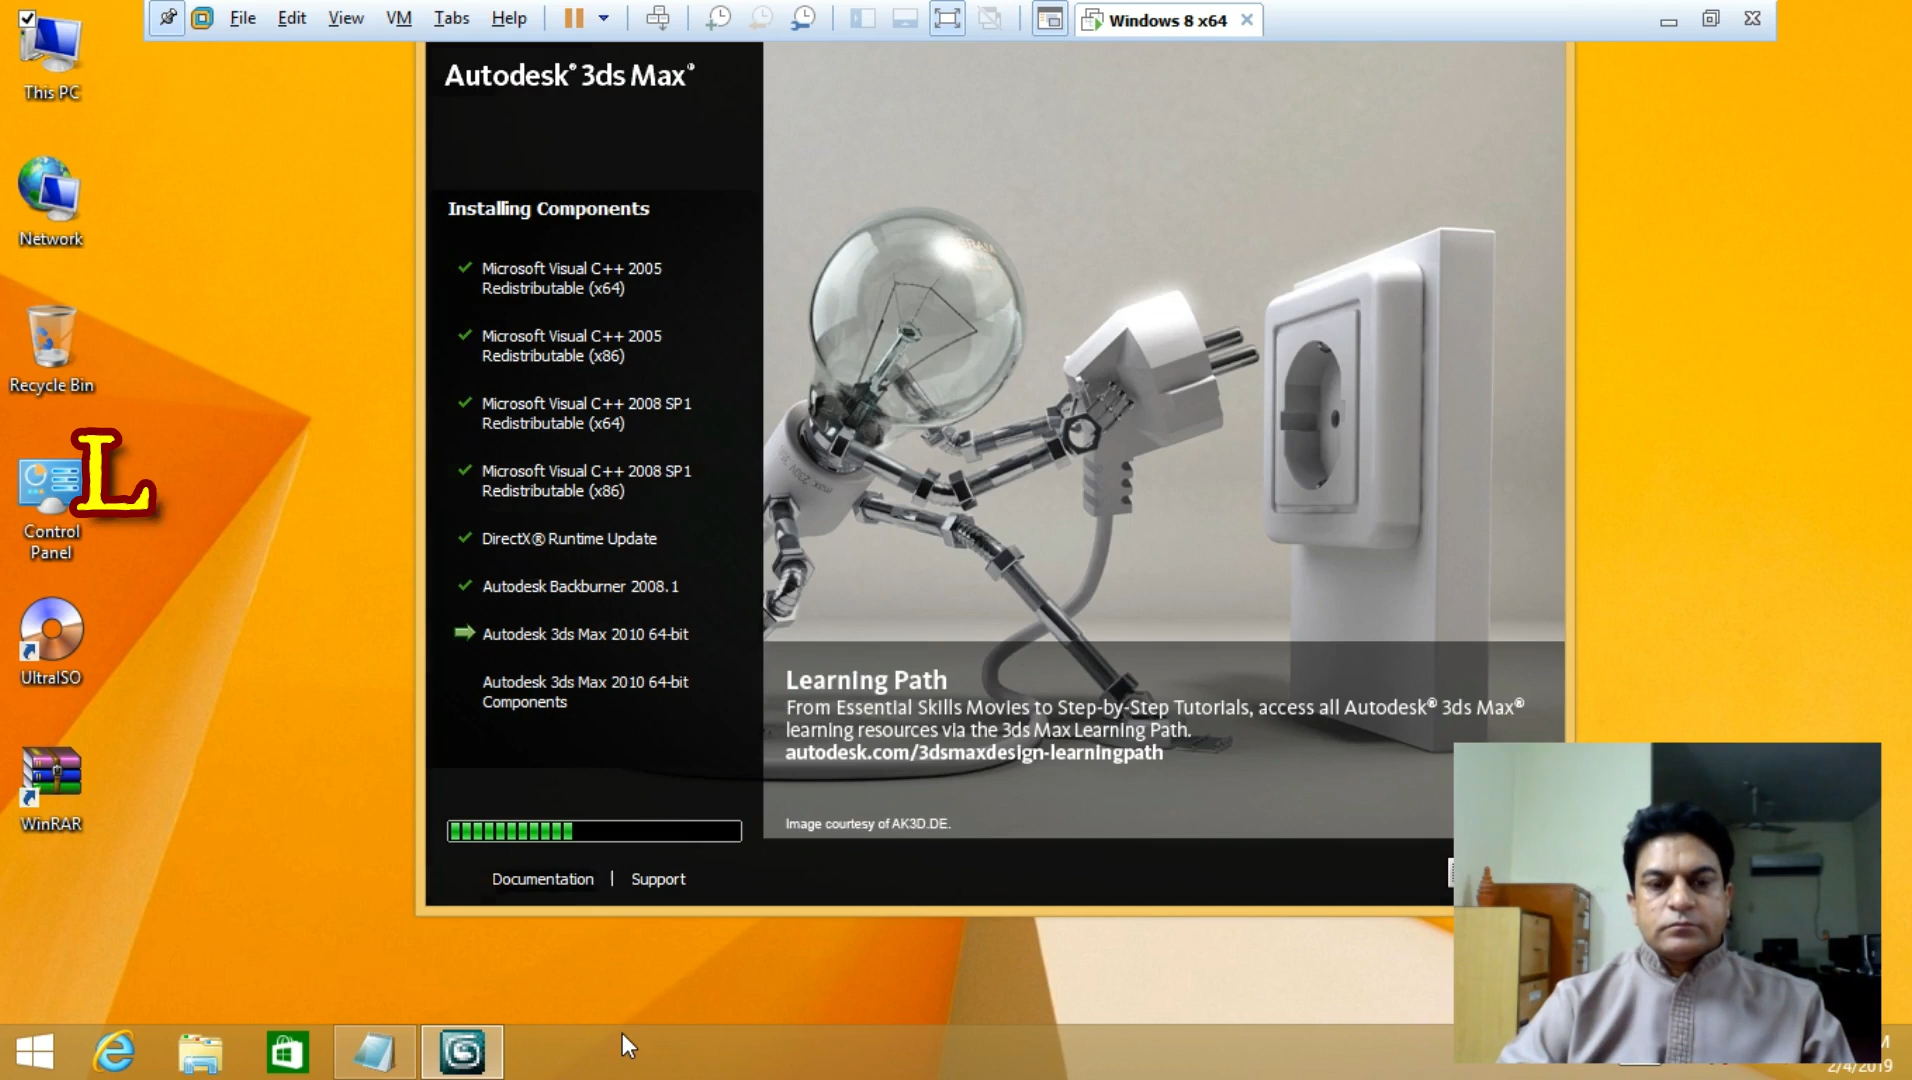 File Edit View VM Tabs Help
Windows 8 x64
This PC
Network
Recycle Bin
L
Control
Panel
UltraISO
WinRAR
Autodesk® 3ds Max®
Installing Components
Microsoft Visual C++ 2005
Redistributable (x64)
Microsoft Visual C++ 2005
Redistributable (x86)
Microsoft Visual C++ 2008 SP1
Redistributable (x64)
Microsoft Visual C++ 2008 SP1
Redistributable (x86)
DirectX® Runtime Update
Autodesk Backburner 2008.1
Autodesk 3ds Max 2010 64-bit
Autodesk 3ds Max 2010 64-bit
Components
Documentation | Support
max 230V
Learning Path
From Essential Skills Movies to Step-by-Step Tutorials, access all Autodesk® 3ds Max®
learning resources via the 3ds Max Learning Path.
autodesk.com/3dsmaxdesign-learningpath
Image courtesy of AK3D.DE.
2/4/2019